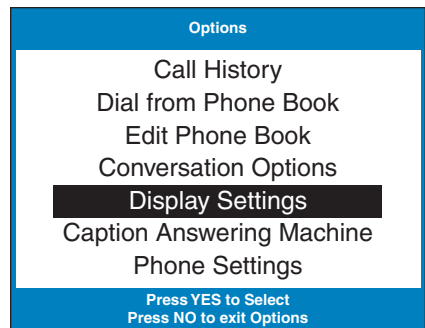 Options
Call History
Dial from Phone Book
Edit Phone Book
Conversation Options
Display Settings
Caption Answering Machine
Phone Settings
Press YES to Select
Press NO to exit Options